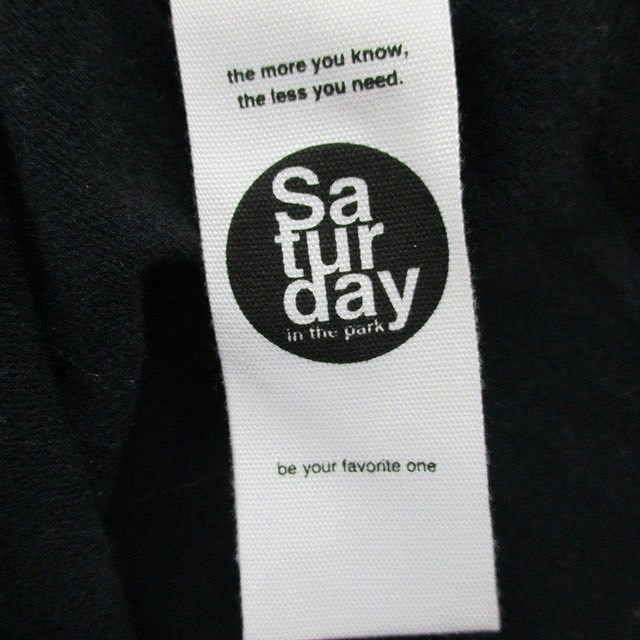 the more you know,
the less you need.
Sa
tur
day
in the park
be your favorite one